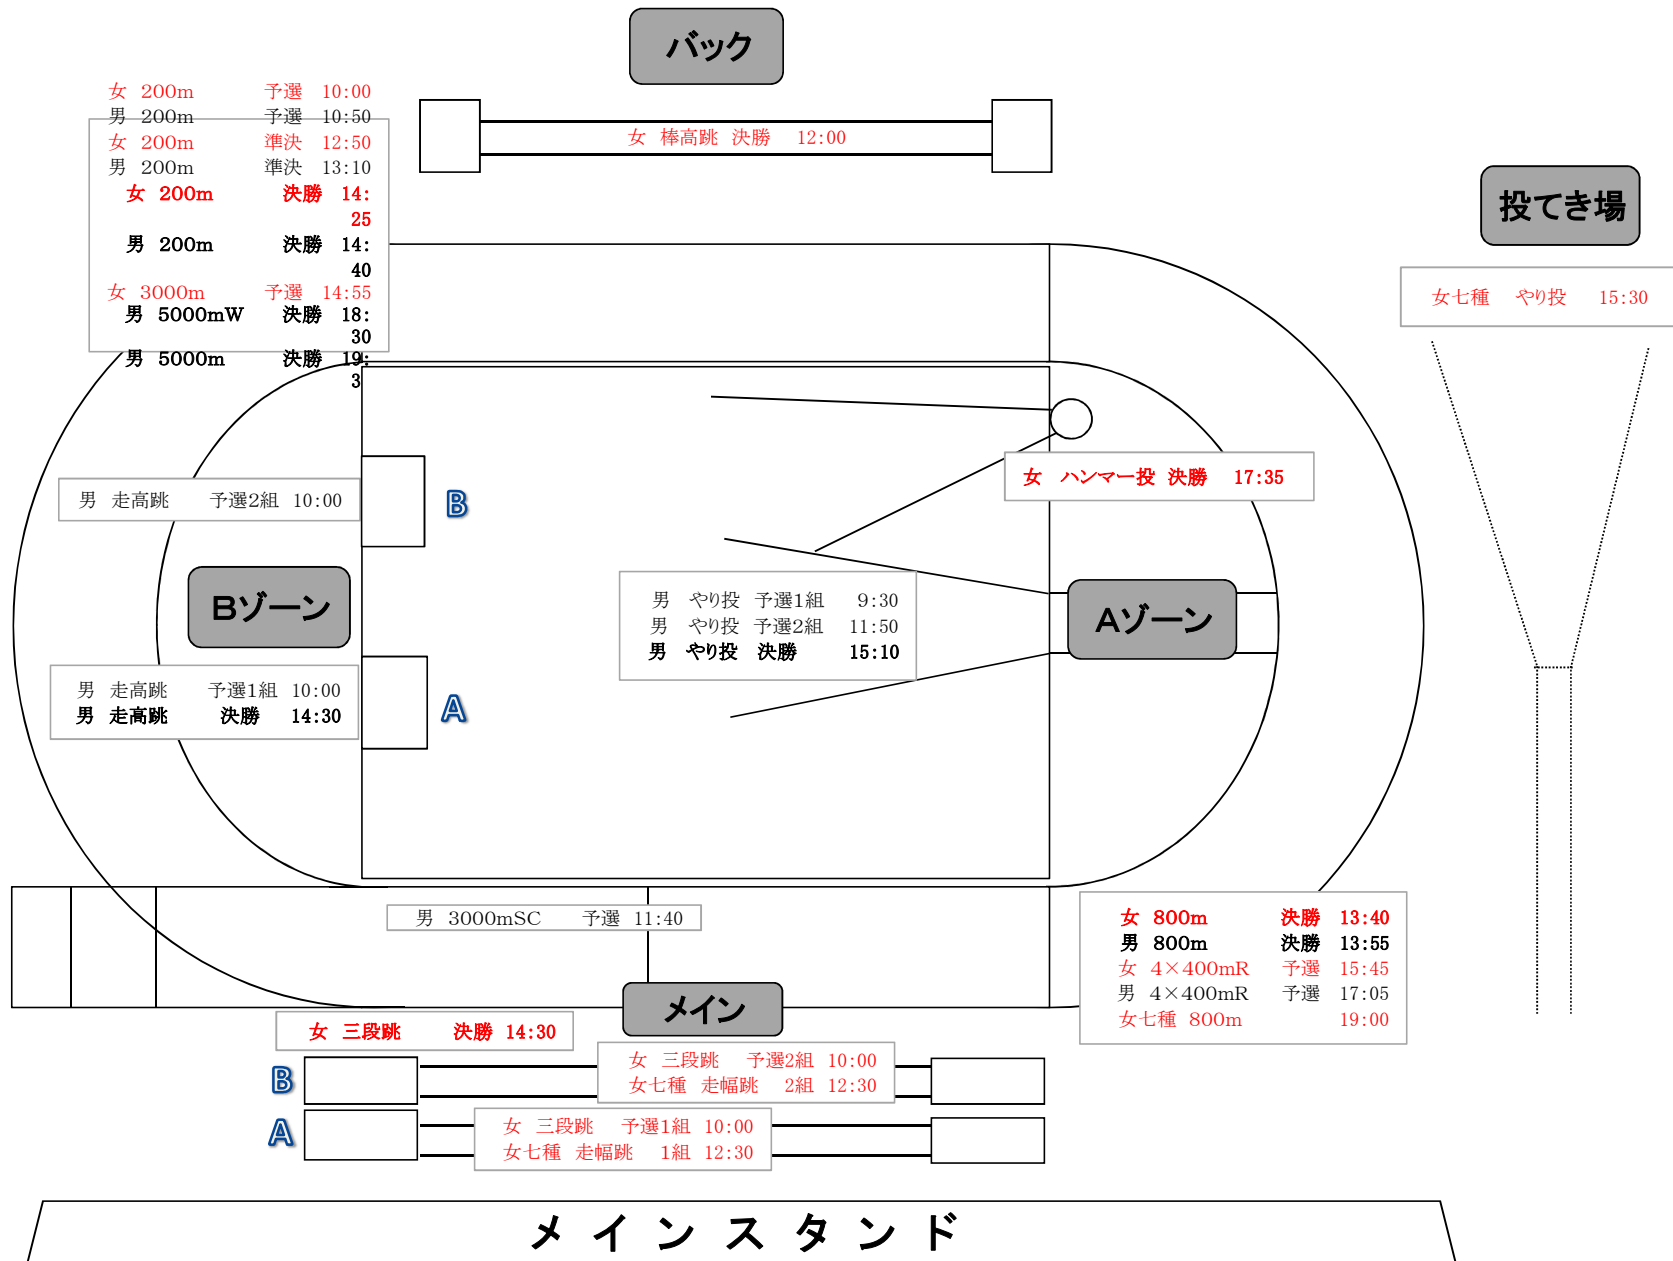 バック
女 200m 予選 10:00
男 200m 予選 10:50
女 200m 準決 12:50
男 200m 準決 13:10
女 200m 決勝 14:
25
男 200m 決勝 14:
40
女 3000m 予選 14:55
男 5000mW 決勝 18:
30
男 5000m 決勝 19:
3
女 棒高跳 決勝 12:00
投てき場
女七種 やり投 15:30
女 ハンマー投 決勝 17:35
男 走高跳 予選2組 10:00
B
Bゾーン
男 やり投 予選1組 9:30
男 やり投 予選2組 11:50
男 やり投 決勝 15:10
Aゾーン
男 走高跳 予選1組 10:00
男 走高跳 決勝 14:30
A
男 3000mSC 予選 11:40
女 800m 決勝 13:40
男 800m 決勝 13:55
女 4×400mR 予選 15:45
男 4×400mR 予選 17:05
女七種 800m 19:00
メイン
女 三段跳 決勝 14:30
B
女 三段跳 予選2組 10:00
女七種 走幅跳 2組 12:30
A
女 三段跳 予選1組 10:00
女七種 走幅跳 1組 12:30
メインスタンド